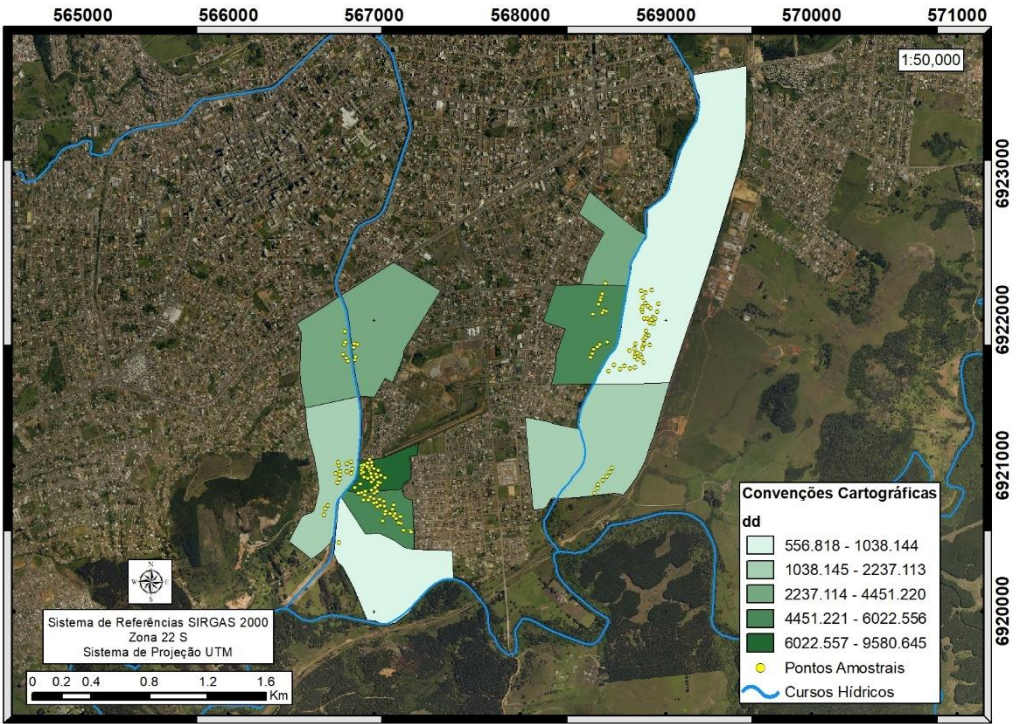 565000 566000 567000 568000 569000 570000 571000
1:50,000
6923000
6922000
6921000
6920000
Convenções Cartográficas
dd
556.818 - 1038.144
1038.145 - 2237.113
2237.114 - 4451.220
4451.221 - 6022.556
6022.557 - 9580.645
Pontos Amostrais
Cursos Hídricos
N
W E
S
Sistema de Referências SIRGAS 2000
Zona 22 S
Sistema de Projeção UTM
0 0.2 0.4 0.8 1.2 1.6
Km